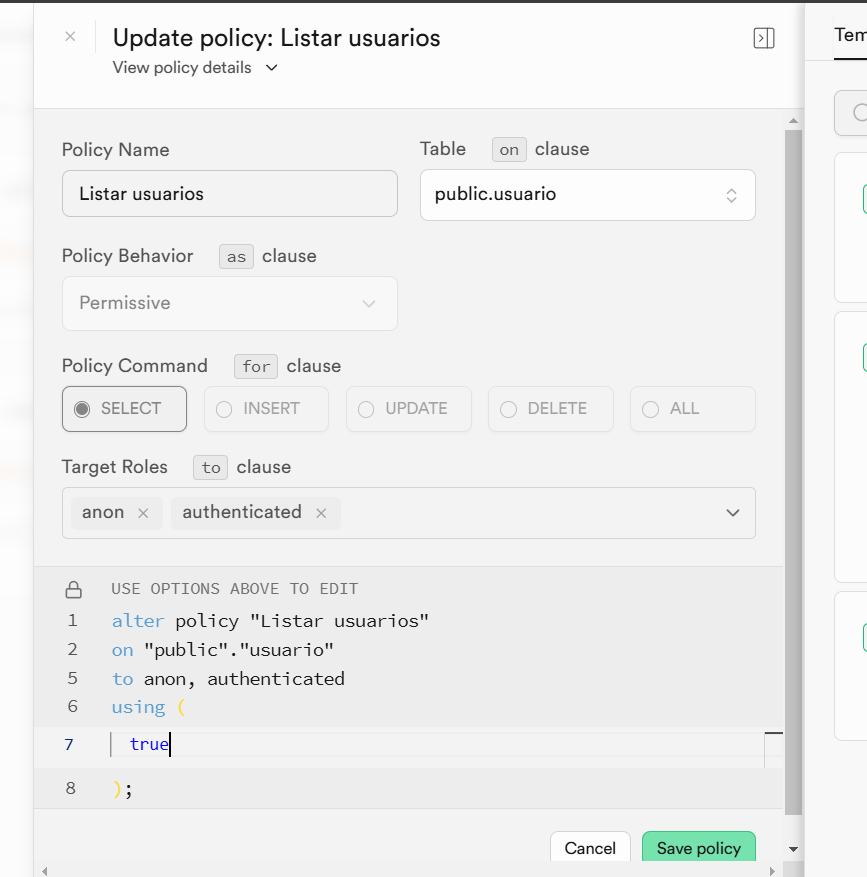 Update policy: Listar usuarios
View policy details
Policy Name
Table on clause
Listar usuarios
public.usuario
Policy Behavior as clause
Permissive
Policy Command for clause
SELECT INSERT UPDATE DELETE ALL
Target Roles to clause
anon × authenticated ×
USE OPTIONS ABOVE TO EDIT
1 alter policy "Listar usuarios"
2 on "public"."usuario"
5 to anon, authenticated
6 using (
7 true
8 );
Cancel Save policy